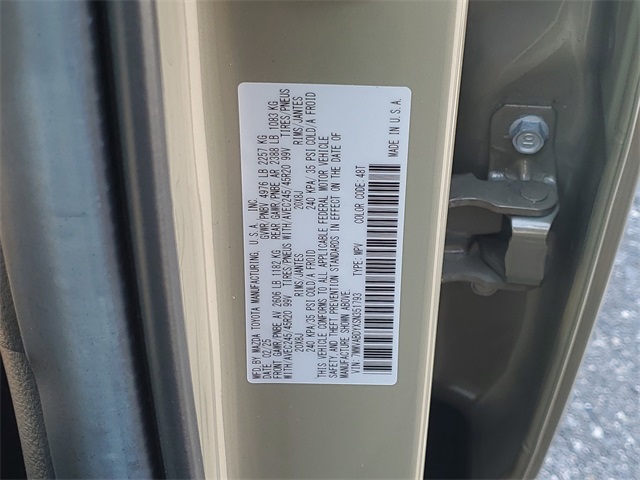 MFD.BY MAZDA TOYOTA MANUFACTURING, U.S.A., INC.
DATE: 02/25 GVWR/PNBV 4976 LB 2257 KG
FRONT GAWR/PNBE AV 2606 LB 1182 KG REAR GAWR/PNBE AR 2388 LB 1083 KG
WITH/AVEC245/45R20 99V TIRES/PNEUS WITH/AVEC245/45R20 99V TIRES/PNEUS
20X8J RIMS/JANTES 20X8J RIMS/JANTES
240 KPA/35 PSI COLD/A FROID 240 KPA/35 PSI COLD/A FROID
THIS VEHICLE CONFORMS TO ALL APPLICABLE FEDERAL MOTOR VEHICLE
SAFETY AND THEFT PREVENTION STANDARDS IN EFFECT ON THE DATE OF
MANUFACTURE SHOWN ABOVE.
VIN: TYPE: MPV COLOR CODE: 48T
MADE IN U.S.A.